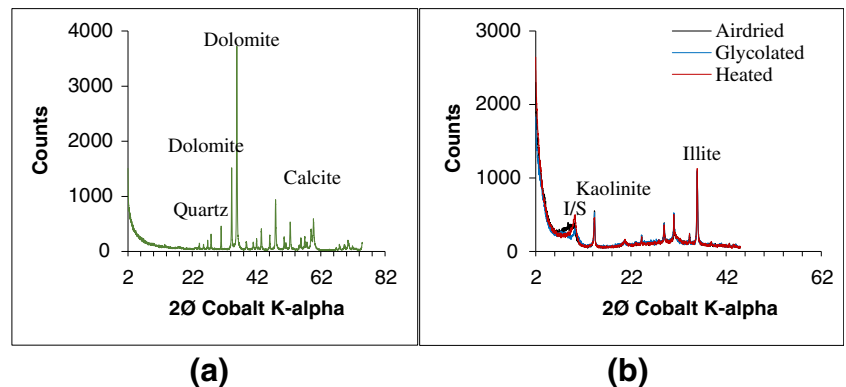 Dolomite
4000
3000
2000
1000
0
Counts
Dolomite
Quartz
Calcite
2 22 42 62 82
2Ø Cobalt K-alpha
(a)
3000
2000
1000
0
Counts
Airdried
Glycolated
Heated
I/S
Kaolinite
Illite
2 22 42 62
2Ø Cobalt K-alpha
(b)